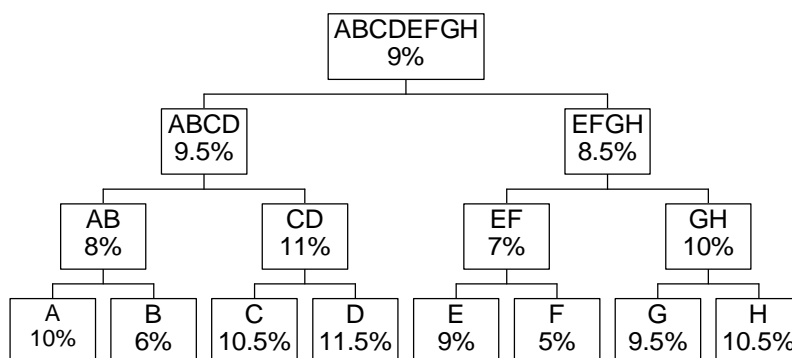 ABCDEFGH
9%
ABCD
9.5%
EFGH
8.5%
AB
8%
CD
11%
EF
7%
GH
10%
A
10%
B
6%
C
10.5%
D
11.5%
E
9%
F
5%
G
9.5%
H
10.5%